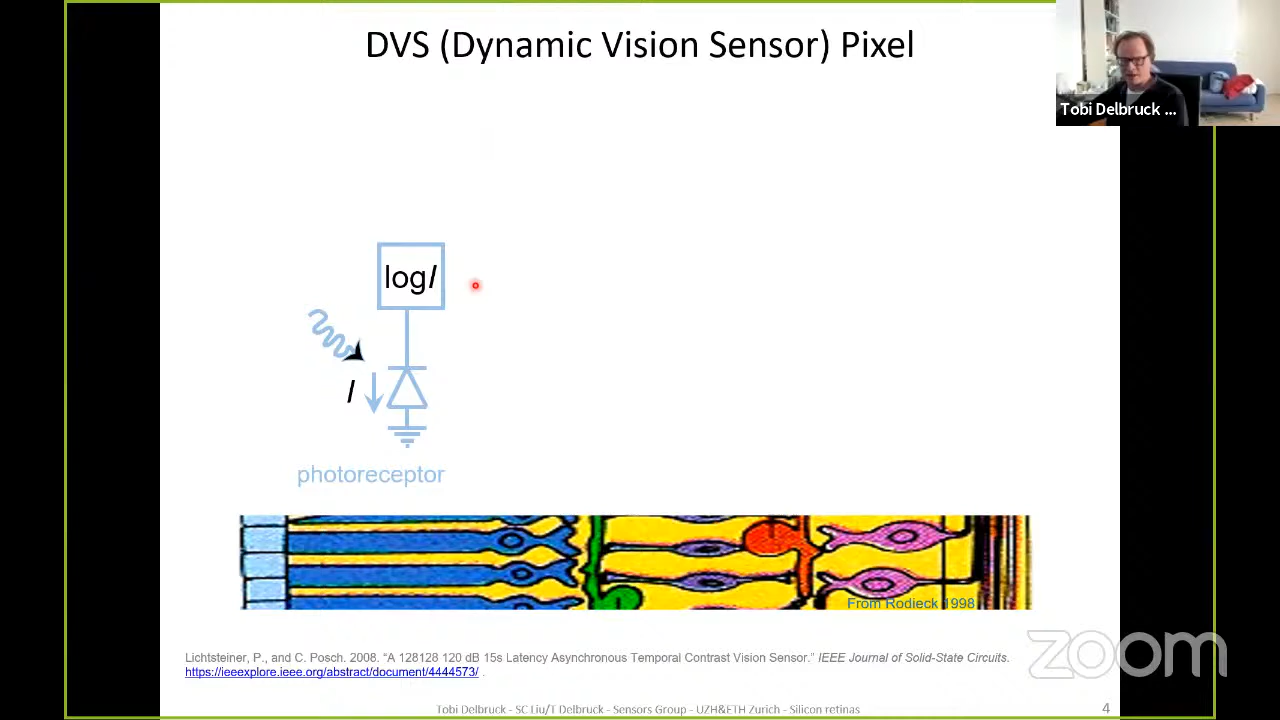 DVS (Dynamic Vision Sensor) Pixel
Tobi Delbruck ...
logI
I
photoreceptor
From Rodieck 1998
Lichtsteiner, P., and C. Posch. 2008. “A 128128 120 dB 15s Latency Asynchronous Temporal Contrast Vision Sensor.” IEEE Journal of Solid-State Circuits.
https://ieeexplore.ieee.org/abstract/document/4444573/ .
zoom
Tobi Delbruck - SC Liu/T Delbruck - Sensors Group - UZH&ETH Zurich - Silicon retinas
4